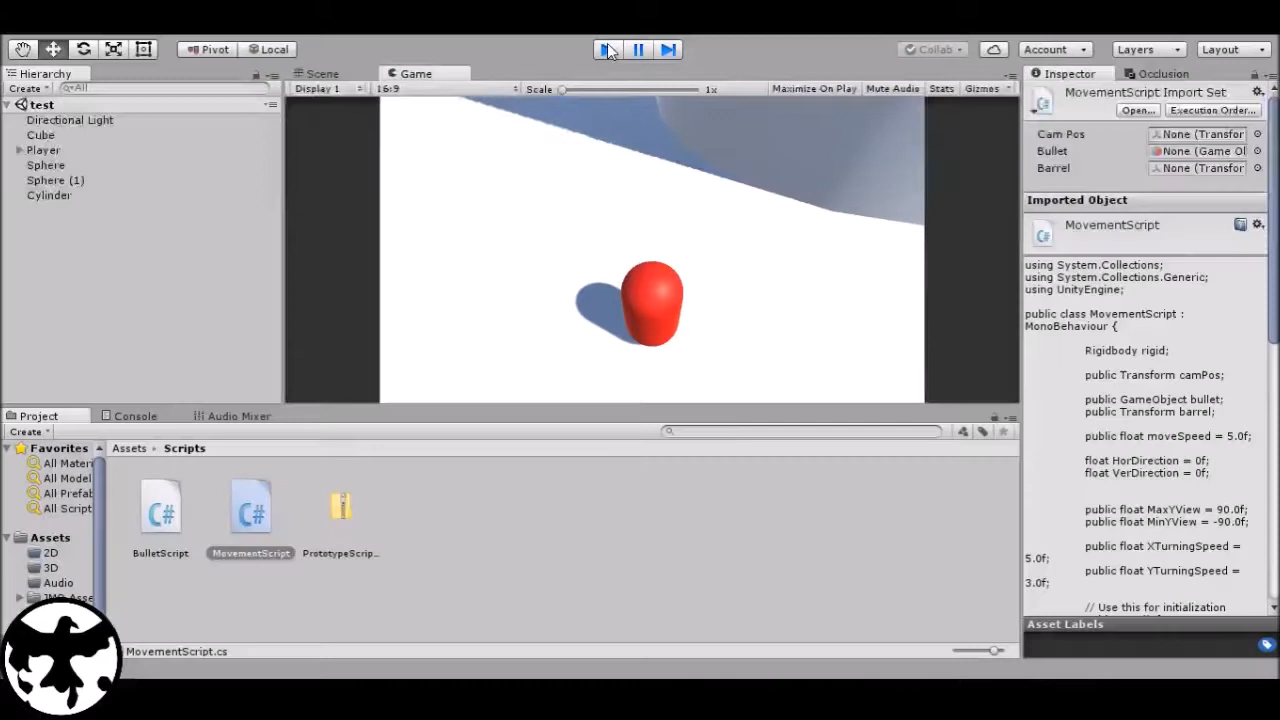 Pivot Local Collab Account Layers Layout
Hierarchy
Create All
test
Directional Light
Cube
Player
Sphere
Sphere (1)
Cylinder
Scene Game
Display 1 16:9 Scale 1x Maximize On Play Mute Audio Stats Gizmos
Inspector Occlusion
MovementScript Import Set
Open... Execution Order...
Cam Pos None (Transfor
Bullet None (Game Ol
Barrel None (Transfor
Imported Object
MovementScript
using System.Collections;
using System.Collections.Generic;
using UnityEngine;
public class MovementScript :
MonoBehaviour {
Rigidbody rigid;
public Transform camPos;
public GameObject bullet;
public Transform barrel;
public float moveSpeed = 5.0f;
float HorDirection = 0f;
float VerDirection = 0f;
public float MaxYView = 90.0f;
public float MinYView = -90.0f;
public float XTurningSpeed =
5.0f;
public float YTurningSpeed =
3.0f;
// Use this for initialization
Asset Labels
Project Console Audio Mixer
Create
Favorites
All Mater
All Model
All Prefab
All Script
Assets
2D
3D
Audio
Assets Scripts
C# C#
BulletScript MovementScript PrototypeScrip...
MovementScript.cs